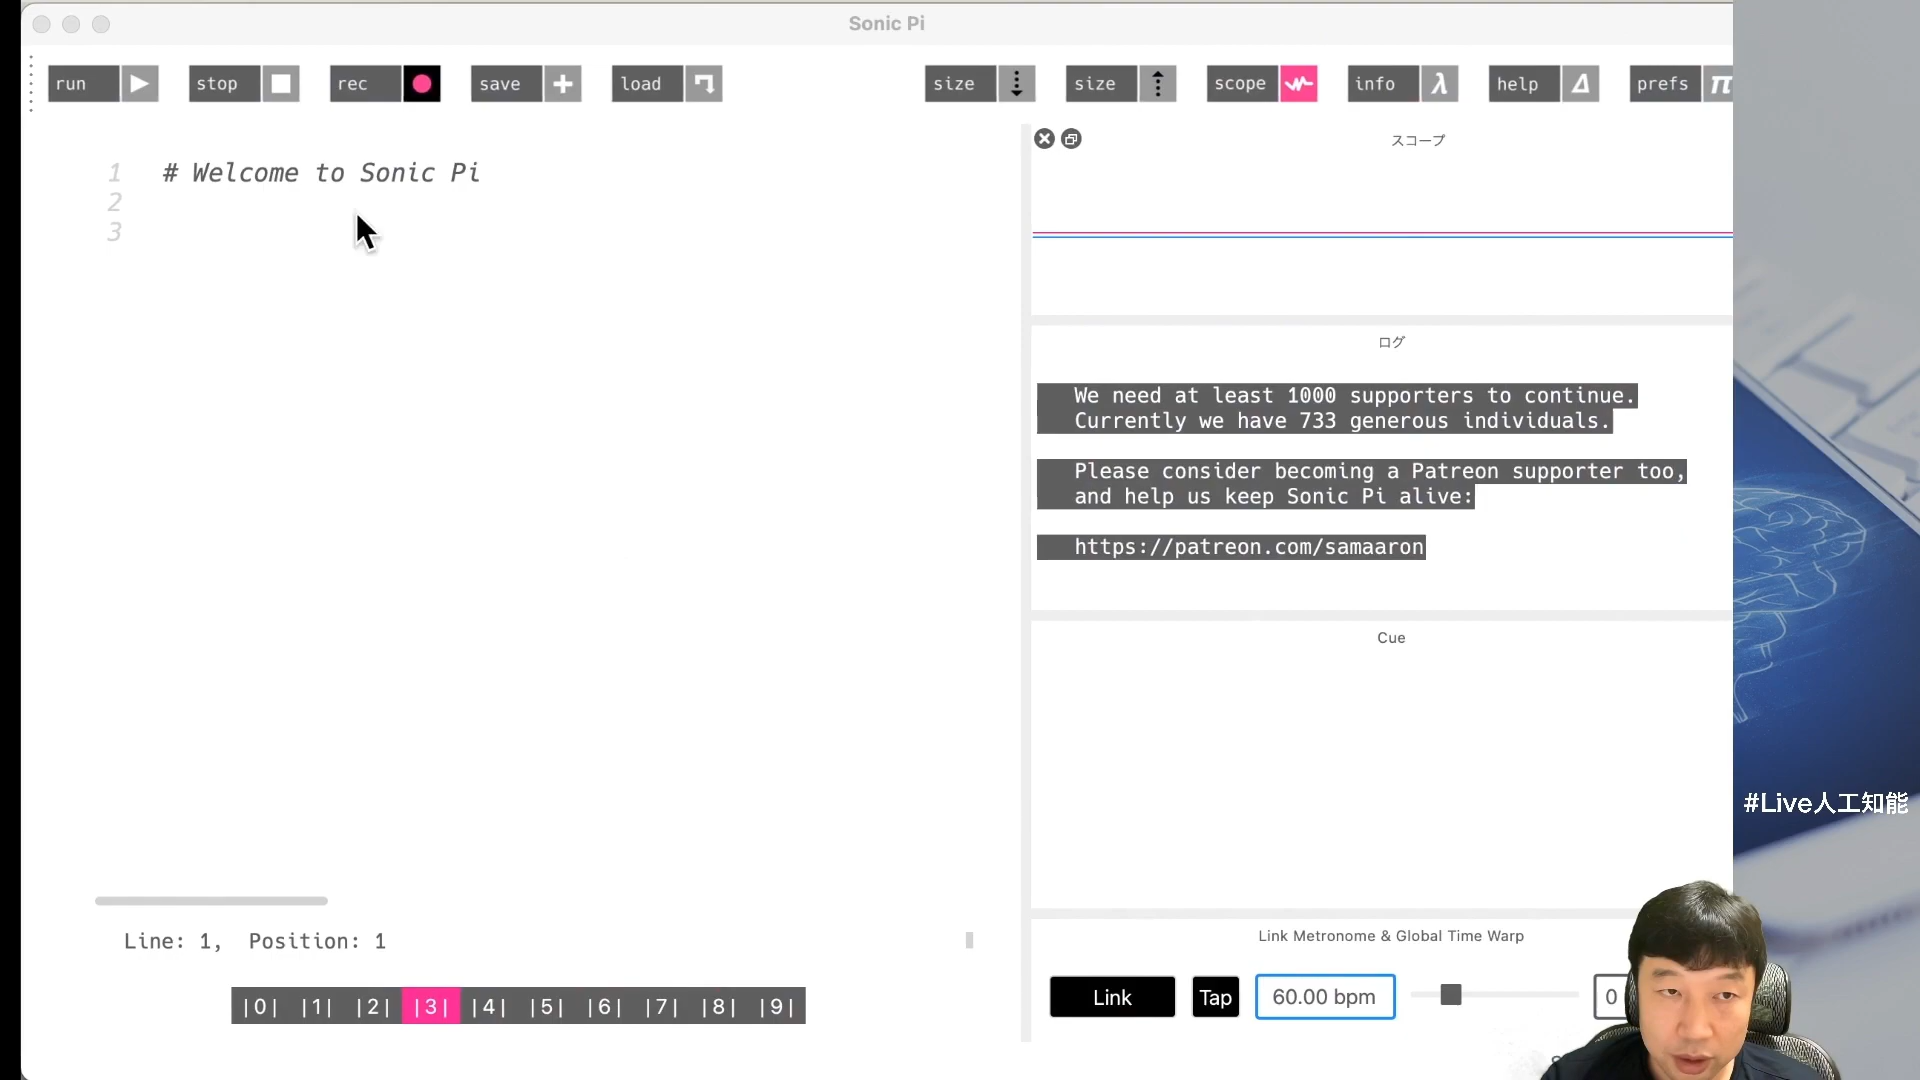 Sonic Pi
run stop rec save load size size scope info help prefs
スコープ
1 # Welcome to Sonic Pi
2
3
ログ
We need at least 1000 supporters to continue.
Currently we have 733 generous individuals.
Please consider becoming a Patreon supporter too,
and help us keep Sonic Pi alive:
https://patreon.com/samaaron
Cue
#Live人工知能
Line: 1, Position: 1
Link Metronome & Global Time Warp
Link Tap 60.00 bpm 0
|0| |1| |2| |3| |4| |5| |6| |7| |8| |9|